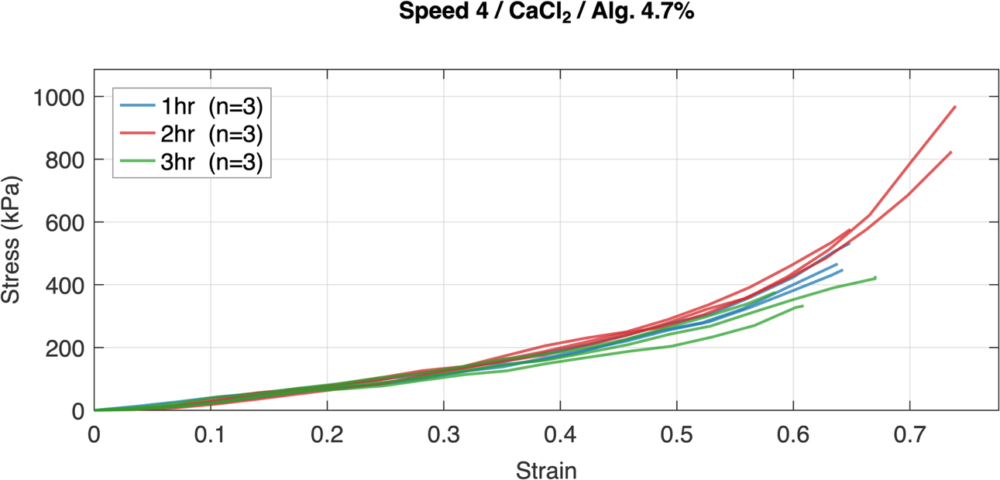 Speed 4 / CaCl₂ / Alg. 4.7%
1000
800
600
400
200
0
Stress (kPa)
1hr (n=3)
2hr (n=3)
3hr (n=3)
0 0.1 0.2 0.3 0.4 0.5 0.6 0.7
Strain